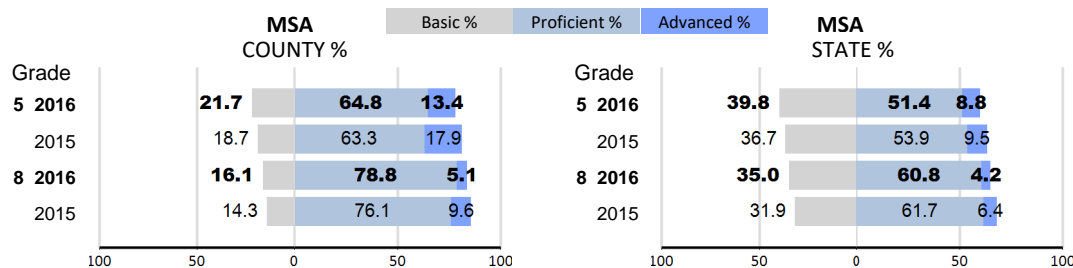 MSA
COUNTY %
Basic % Proficient % Advanced %
MSA
STATE %
Grade
5 2016 21.7 64.8 13.4
2015 18.7 63.3 17.9
8 2016 16.1 78.8 5.1
2015 14.3 76.1 9.6
100 50 0 50 100
Grade
5 2016 39.8 51.4 8.8
2015 36.7 53.9 9.5
8 2016 35.0 60.8 4.2
2015 31.9 61.7 6.4
100 50 0 50 100